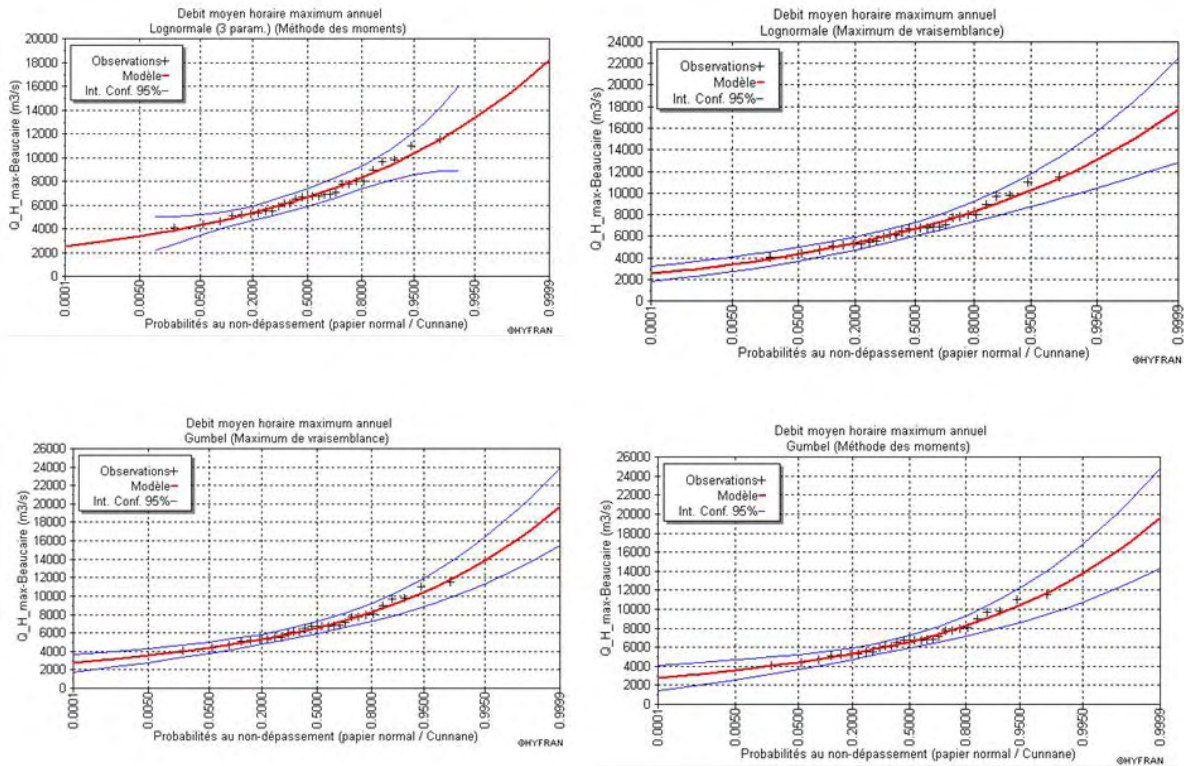 Debit moyen horaire maximum annuel
Lognormale (3 param.) (Méthode des moments)
Q_H_max-Beaucaire (m3/s)
20000
18000
16000
14000
12000
10000
8000
6000
4000
2000
0
Observations+
Modèle–
Int. Conf. 95%–
0.0001
0.0050
0.0500
0.2000
0.5000
0.8000
0.9500
0.9950
0.9999
Probabilités au non-dépassement (papier normal / Cunnane)
©HYFRAN
Debit moyen horaire maximum annuel
Lognormale (Maximum de vraisemblance)
Q_H_max-Beaucaire (m3/s)
24000
22000
20000
18000
16000
14000
12000
10000
8000
6000
4000
2000
0
Observations+
Modèle–
Int. Conf. 95%–
0.0001
0.0050
0.0500
0.2000
0.5000
0.8000
0.9500
0.9950
0.9999
Probabilités au non-dépassement (papier normal / Cunnane)
©HYFRAN
Debit moyen horaire maximum annuel
Gumbel (Maximum de vraisemblance)
Q_H_max-Beaucaire (m3/s)
26000
24000
22000
20000
18000
16000
14000
12000
10000
8000
6000
4000
2000
0
Observations+
Modèle–
Int. Conf. 95%–
0.0001
0.0050
0.0500
0.2000
0.5000
0.8000
0.9500
0.9950
0.9999
Probabilités au non-dépassement (papier normal / Cunnane)
©HYFRAN
Debit moyen horaire maximum annuel
Gumbel (Méthode des moments)
Q_H_max-Beaucaire (m3/s)
26000
24000
22000
20000
18000
16000
14000
12000
10000
8000
6000
4000
2000
0
Observations+
Modèle–
Int. Conf. 95%–
0.0001
0.0050
0.0500
0.2000
0.5000
0.8000
0.9500
0.9950
0.9999
Probabilités au non-dépassement (papier normal / Cunnane)
©HYFRAN